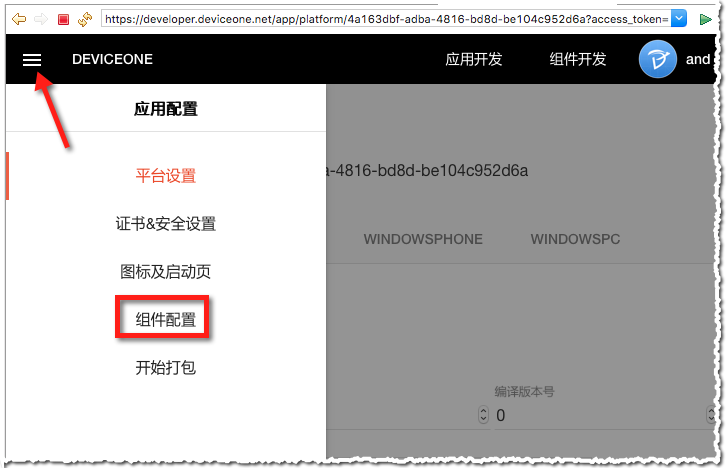 https://developer.deviceone.net/app/platform/4a163dbf-adba-4816-bd8d-be104c952d6a?access_token=
DEVICEONE 应用开发 组件开发 and
应用配置
平台设置 a-4816-bd8d-be104c952d6a
证书&安全设置
WINDOWSPHONE WINDOWSPC
图标及启动页
组件配置
开始打包
编译版本号
0